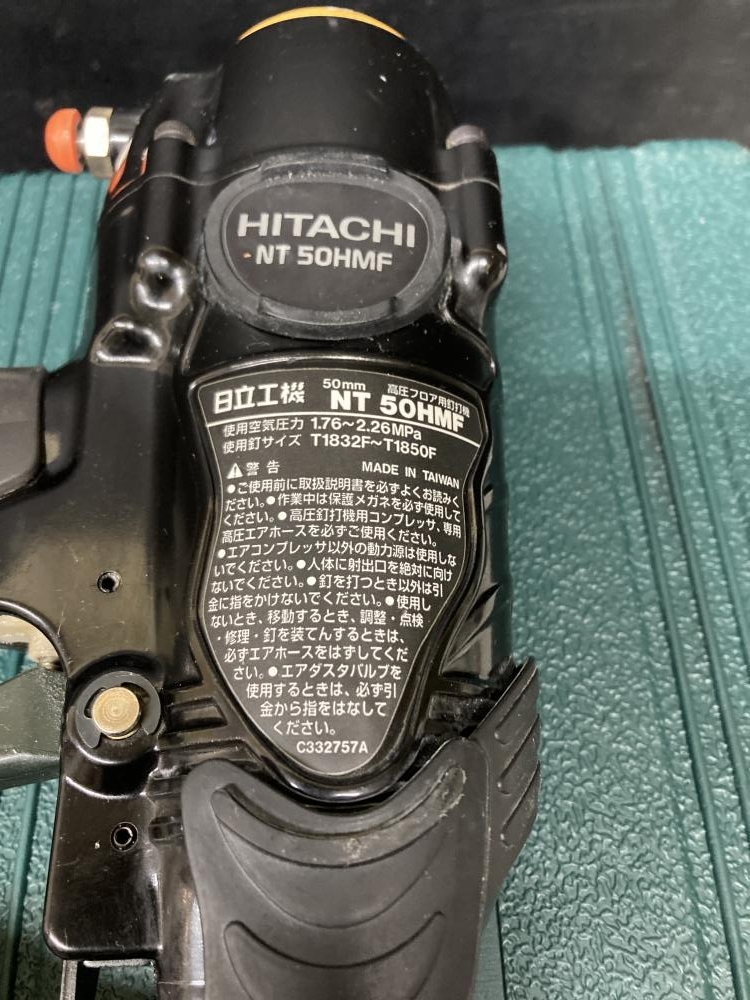 HITACHI
NT 50HMF
日立工機 50mm 高圧フロア用釘打機
NT 50HMF
使用空気圧力 1.76～2.26MPa
使用釘サイズ T1832F～T1850F
警告 MADE IN TAIWAN
●ご使用前に取扱説明書を必ずよくお読みく
ださい。●作業中は保護メガネを必ず使用して
ください。●高圧釘打機用コンプレッサ、専用
高圧エアホースを必ずご使用ください。
●エアコンプレッサ以外の動力源は使用しな
いでください。●人体に射出口を絶対に向け
ないでください。●釘を打つとき以外は引
金に指をかけないでください。●使用し
ないとき、移動するとき、調整・点検
・修理・釘を装てんするときは、
必ずエアホースをはずしてくだ
さい。●エアダスタバルブを
使用するときは、必ず引
金から指をはなして
ください。
C332757A